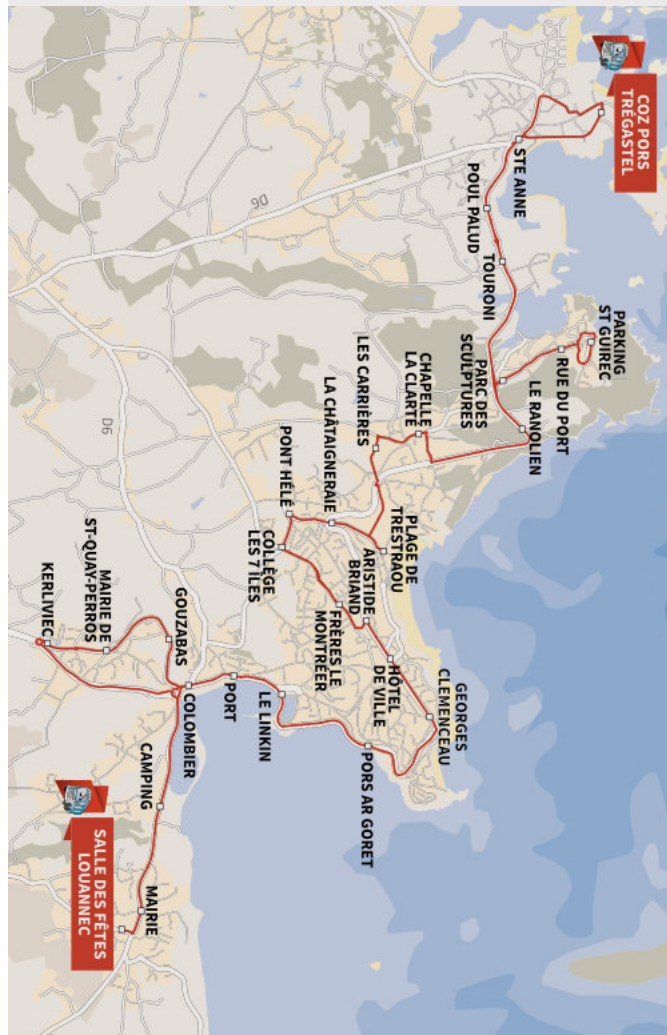 COZ PORS
TRÉGASTEL
STE ANNE
POUL PALUD
TOURONI
PARKING
ST GUIREC
RUE DU PORT
LE RANOLIEN
PARC DES
SCULPTURES
CHAPELLE
LA CLARTÉ
LES CARRIÈRES
LA CHÂTAIGNERAIE
PONT HÉLÉ
COLLÈGE
LES 7 ÎLES
PLAGE DE
TRESTRAOU
ARISTIDE
BRIAND
FRÈRES LE
MONTRÉER
HÔTEL
DE VILLE
GEORGES
CLEMENCEAU
PORS AR GORET
LE LINKIN
PORT
COLOMBIER
GOUZABAS
MAIRIE DE
ST-QUAY-PERROS
KERLIVIEC
CAMPING
MAIRIE
SALLE DES FÊTES
LOUANNEC
D6
D6